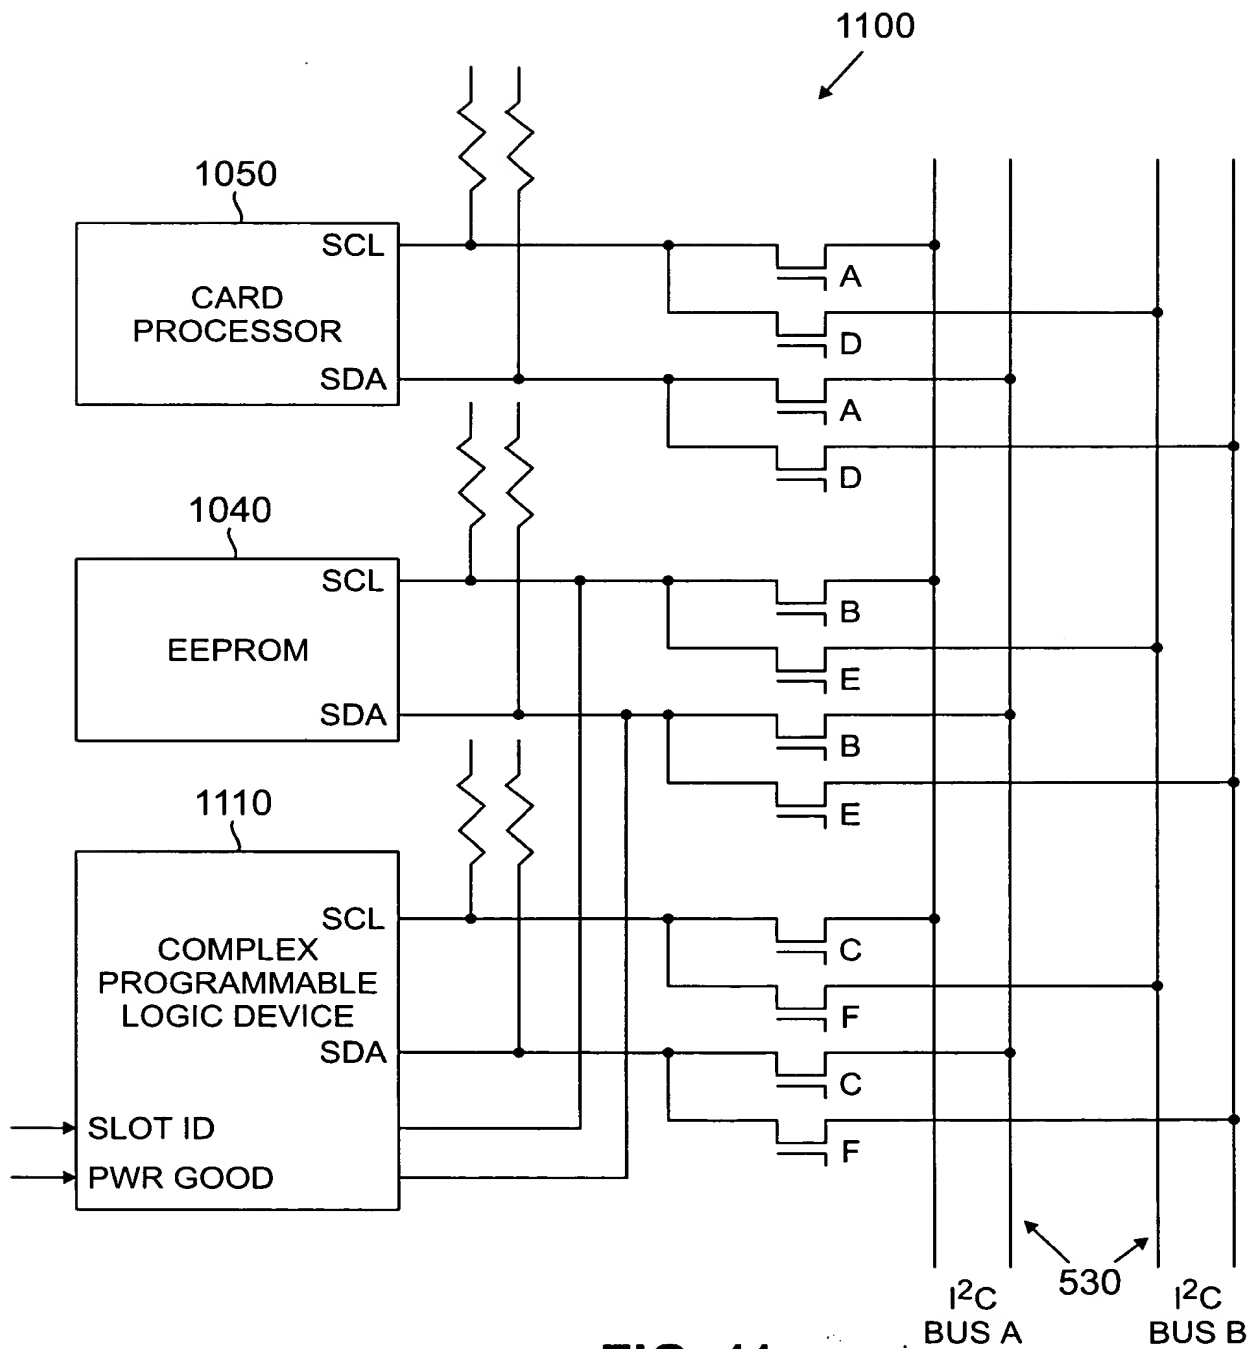 1100
1050
SCL
CARD
PROCESSOR
SDA
A
D
A
D
1040
SCL
EEPROM
SDA
B
E
B
E
1110
SCL
COMPLEX
PROGRAMMABLE
LOGIC DEVICE
SDA
SLOT ID
PWR GOOD
C
F
C
F
530
I²C
BUS A
I²C
BUS B